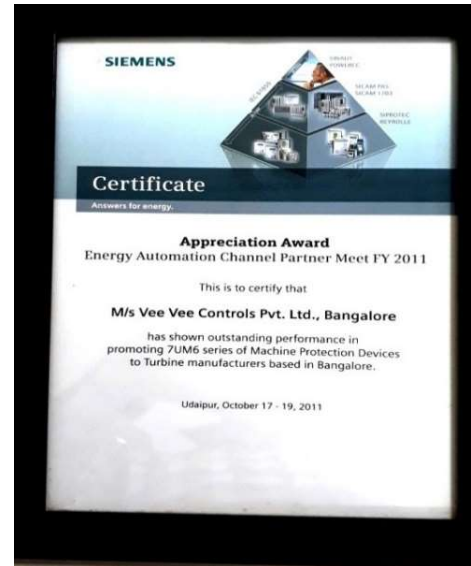 SIEMENS
SIPROTEC
REYROLLE
Certificate
Answers for energy.
Appreciation Award
Energy Automation Channel Partner Meet FY 2011
This is to certify that
M/s Vee Vee Controls Pvt. Ltd., Bangalore
has shown outstanding performance in
promoting 7UM6 series of Machine Protection Devices
to Turbine manufacturers based in Bangalore.
Udaipur, October 17 - 19, 2011